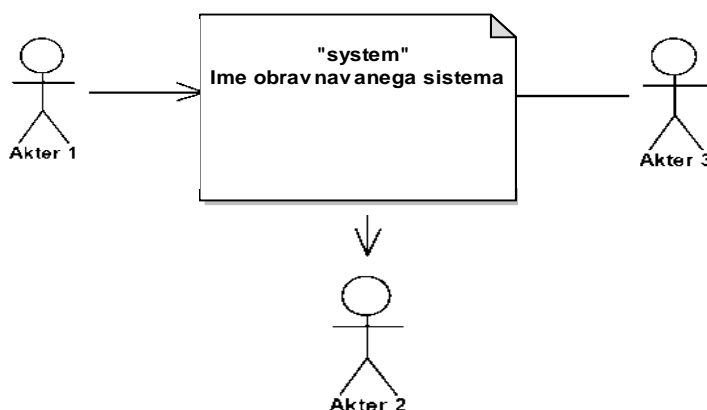 "system"
Ime obravnavanega sistema
Akter 1
Akter 3
Akter 2